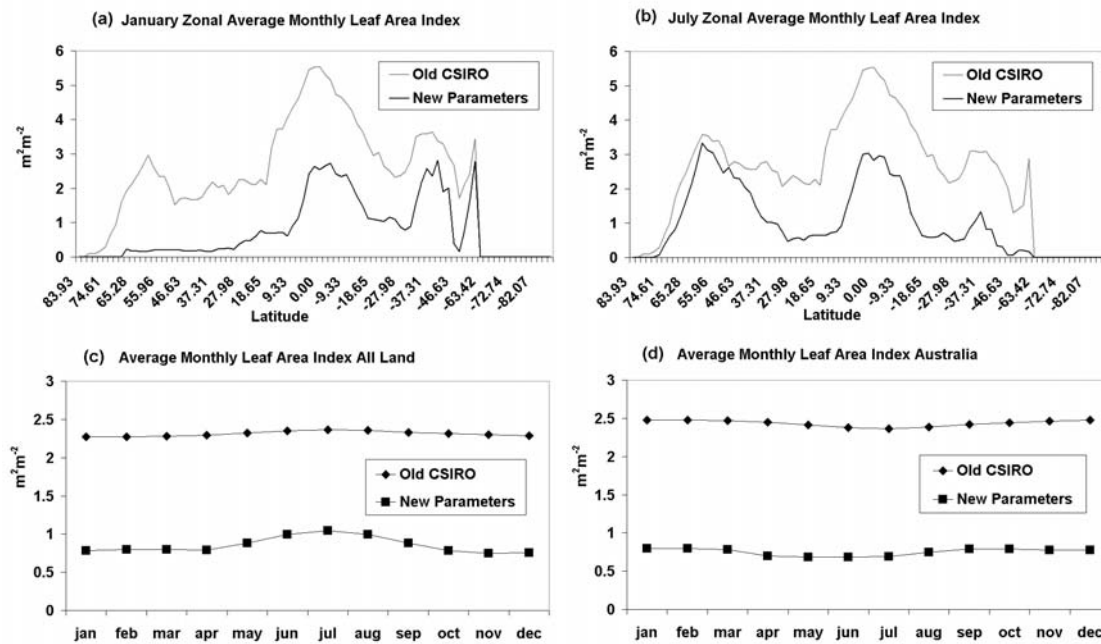 (a) January Zonal Average Monthly Leaf Area Index
6
5
4
3
2
1
0
m²m⁻²
Old CSIRO
New Parameters
83.93 74.61 65.28 55.96 46.63 37.31 27.98 18.65 9.33 0.00 -9.33 -18.65 -27.98 -37.31 -46.63 -63.42 -72.74 -82.07
Latitude
(b) July Zonal Average Monthly Leaf Area Index
6
5
4
3
2
1
0
m²m⁻²
Old CSIRO
New Parameters
83.93 74.61 65.28 55.96 46.63 37.31 27.98 18.65 9.33 0.00 -9.33 -18.65 -27.98 -37.31 -46.63 -63.42 -72.74 -82.07
Latitude
(c) Average Monthly Leaf Area Index All Land
3
2.5
2
1.5
1
0.5
0
m²m⁻²
Old CSIRO
New Parameters
jan feb mar apr may jun jul aug sep oct nov dec
(d) Average Monthly Leaf Area Index Australia
3
2.5
2
1.5
1
0.5
0
m²m⁻²
Old CSIRO
New Parameters
jan feb mar apr may jun jul aug sep oct nov dec